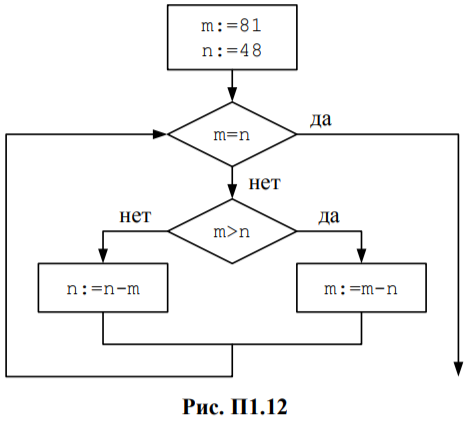 m:=81
n:=48
m=n
да
нет
нет
m>n
да
n:=n-m
m:=m-n
Рис. П1.12